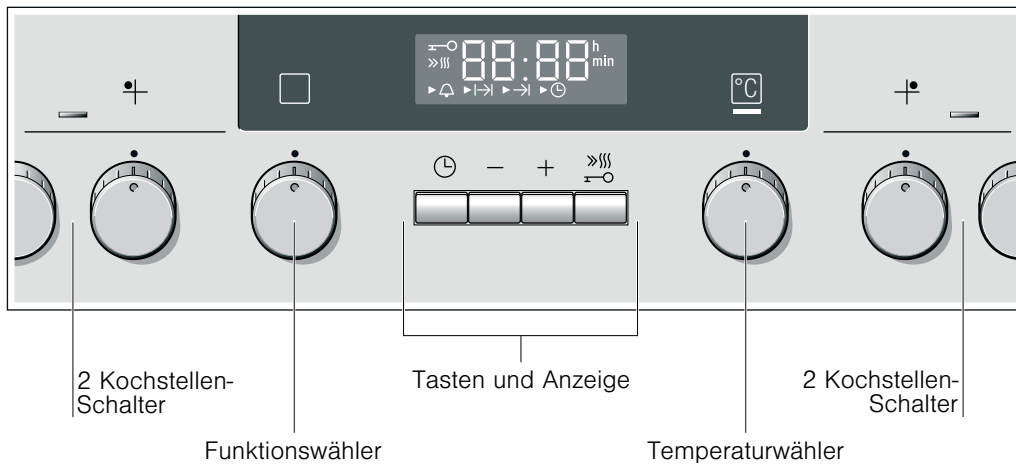 88:88 h
min
°C
2 Kochstellen-
Schalter
Tasten und Anzeige
2 Kochstellen-
Schalter
Funktionswähler
Temperaturwähler